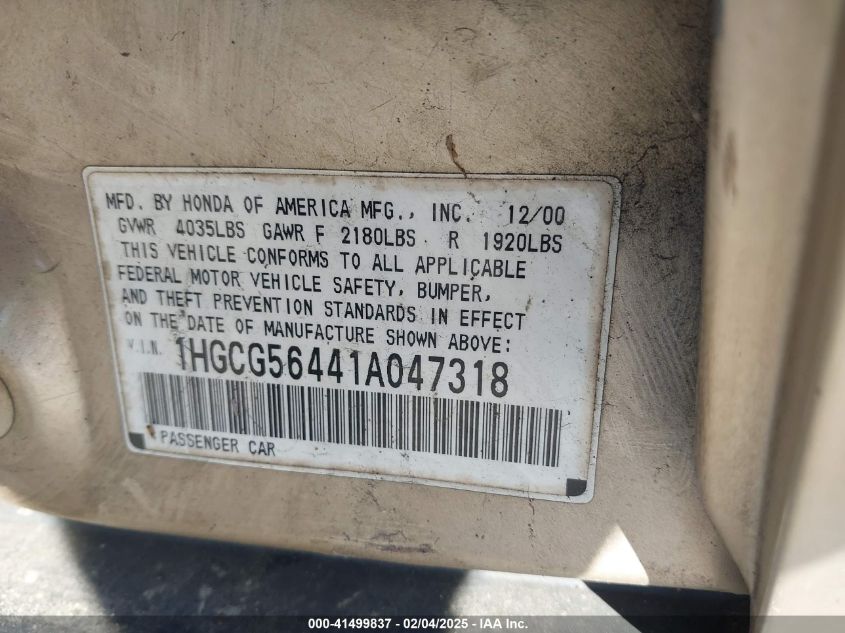 MFD. BY HONDA OF AMERICA MFG., INC. 12/00
GVWR 4035LBS GAWR F 2180LBS R 1920LBS
THIS VEHICLE CONFORMS TO ALL APPLICABLE
FEDERAL MOTOR VEHICLE SAFETY, BUMPER,
AND THEFT PREVENTION STANDARDS IN EFFECT
ON THE DATE OF MANUFACTURE SHOWN ABOVE:
V.I.N. 1HGCG56441A047318
PASSENGER CAR
000-41499837 - 02/04/2025 - IAA Inc.